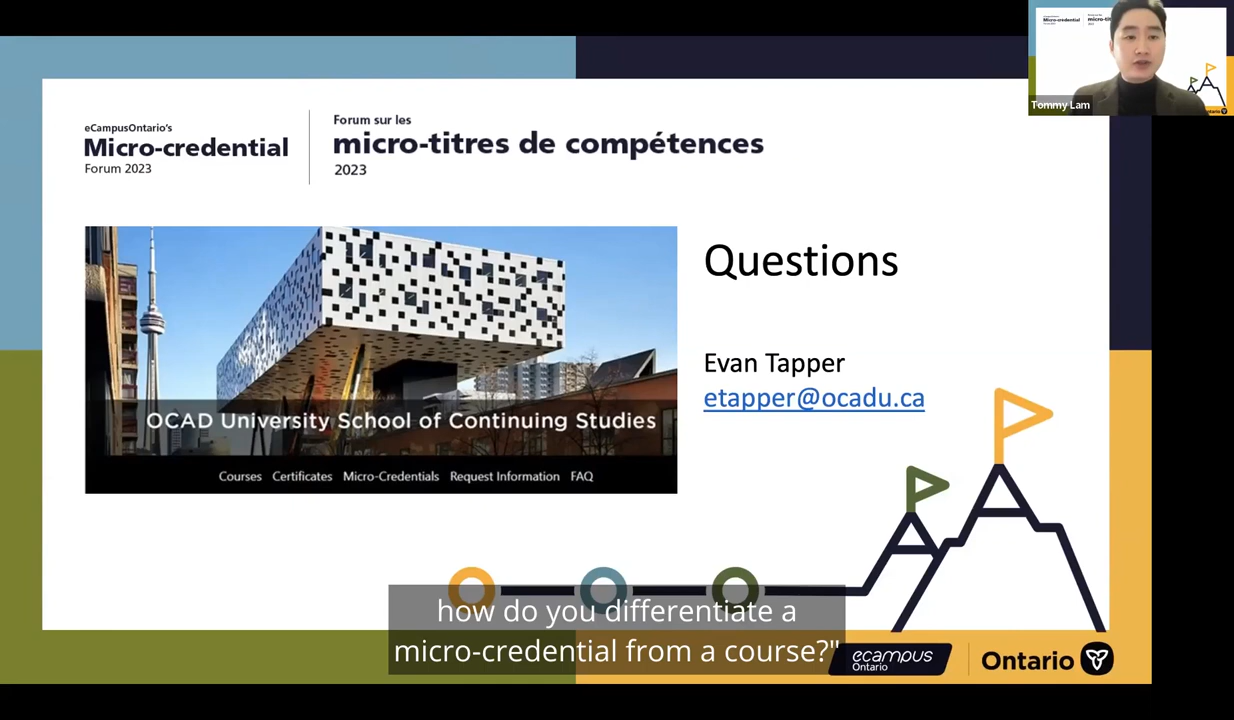 eCampusOntario's
Micro-credential
Forum 2023
Forum sur les
micro-titres de compétences
2023
Micro-credential
Tommy Lam
Questions
Evan Tapper
etapper@ocadu.ca
OCAD University School of Continuing Studies
Courses Certificates Micro-Credentials Request Information FAQ
how do you differentiate a
micro-credential from a course?"
ecampus
Ontario
Ontario